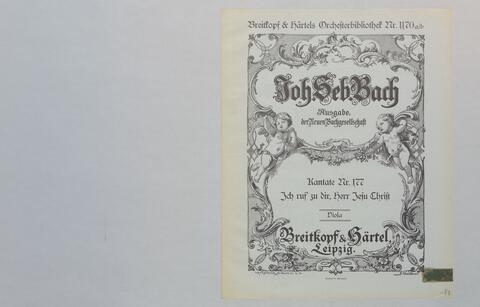 Breitkopf & Härtels Orchesterbibliothek Nr. 1170 a/b
Joh. Seb. Bach
Ausgabe
der Neuen Bachgesellschaft
Kantate Nr. 177
Ich ruf zu dir, Herr Jesu Christ
Viola
Breitkopf & Härtel,
Leipzig.